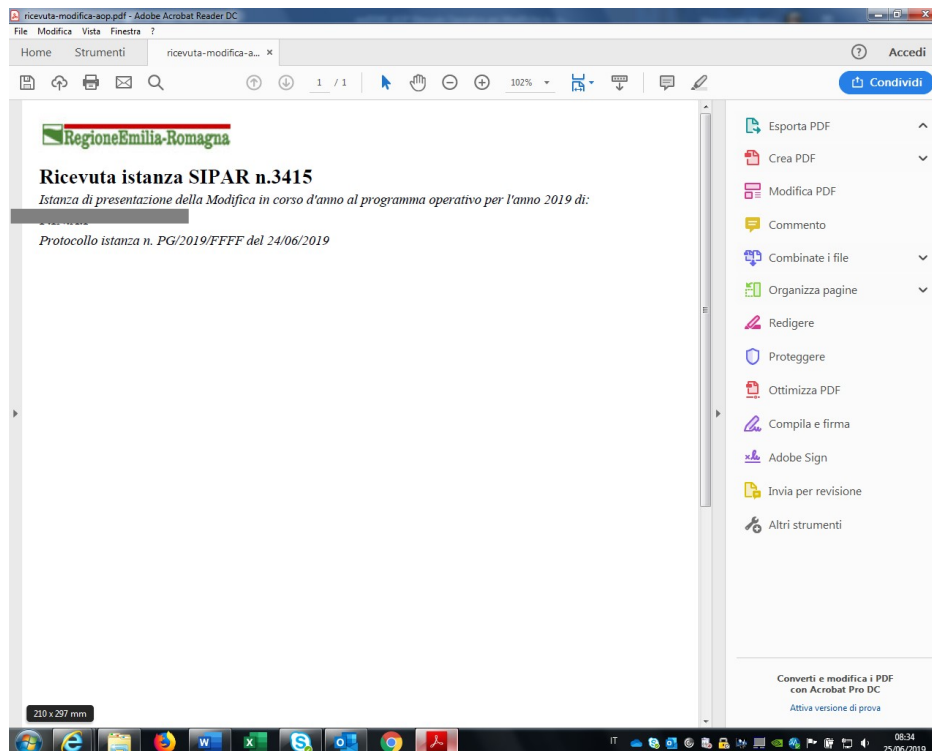 ricevuta-modifica-aop.pdf - Adobe Acrobat Reader DC
File Modifica Vista Finestra ?
Home Strumenti ricevuta-modifica-a... × Accedi
1 / 1 102% Condividi
RegioneEmilia-Romagna
Ricevuta istanza SIPAR n.3415
Istanza di presentazione della Modifica in corso d'anno al programma operativo per l'anno 2019 di:
Protocollo istanza n. PG/2019/FFFF del 24/06/2019
Esporta PDF
Crea PDF
Modifica PDF
Commento
Combinate i file
Organizza pagine
Redigere
Proteggere
Ottimizza PDF
Compila e firma
Adobe Sign
Invia per revisione
Altri strumenti
Converti e modifica i PDF
con Acrobat Pro DC
Attiva versione di prova
210 x 297 mm
IT 08:34
25/06/2019